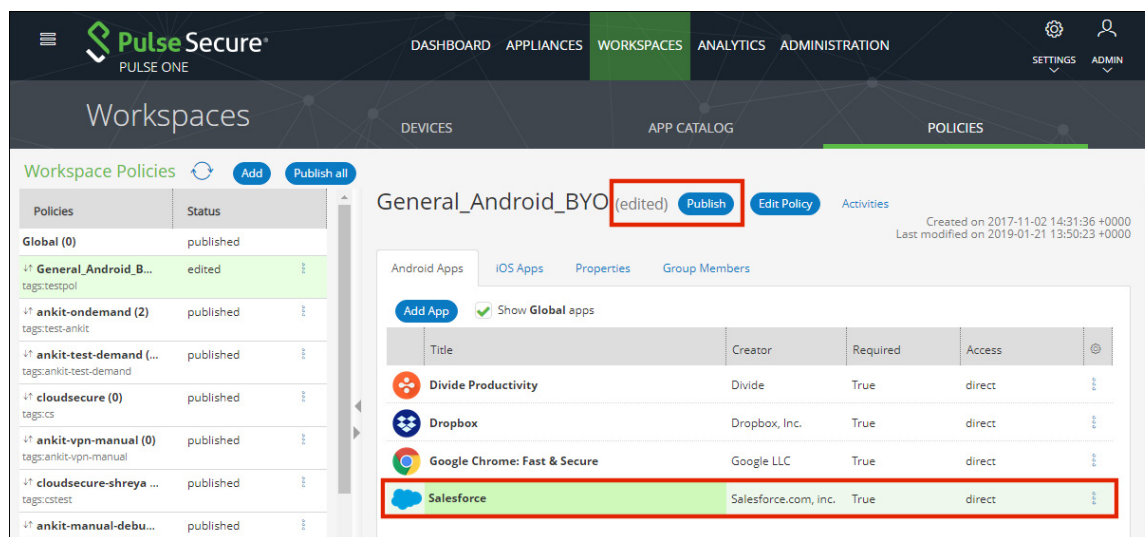 Pulse Secure®
PULSE ONE
DASHBOARD APPLIANCES WORKSPACES ANALYTICS ADMINISTRATION
SETTINGS ADMIN
Workspaces
DEVICES APP CATALOG POLICIES
Workspace Policies Add Publish all
Policies Status
Global (0) published
General_Android_B... edited
tags:testpol
ankit-ondemand (2) published
tags:test-ankit
ankit-test-demand (... published
tags:ankit-test-demand
cloudsecure (0) published
tags:cs
ankit-vpn-manual (0) published
tags:ankit-vpn-manual
cloudsecure-shreya ... published
tags:cstest
ankit-manual-debu... published
General_Android_BYO (edited) Publish Edit Policy Activities
Created on 2017-11-02 14:31:36 +0000
Last modified on 2019-01-21 13:50:23 +0000
Android Apps iOS Apps Properties Group Members
Add App Show Global apps
Title Creator Required Access
Divide Productivity Divide True direct
Dropbox Dropbox, Inc. True direct
Google Chrome: Fast & Secure Google LLC True direct
Salesforce Salesforce.com, inc. True direct